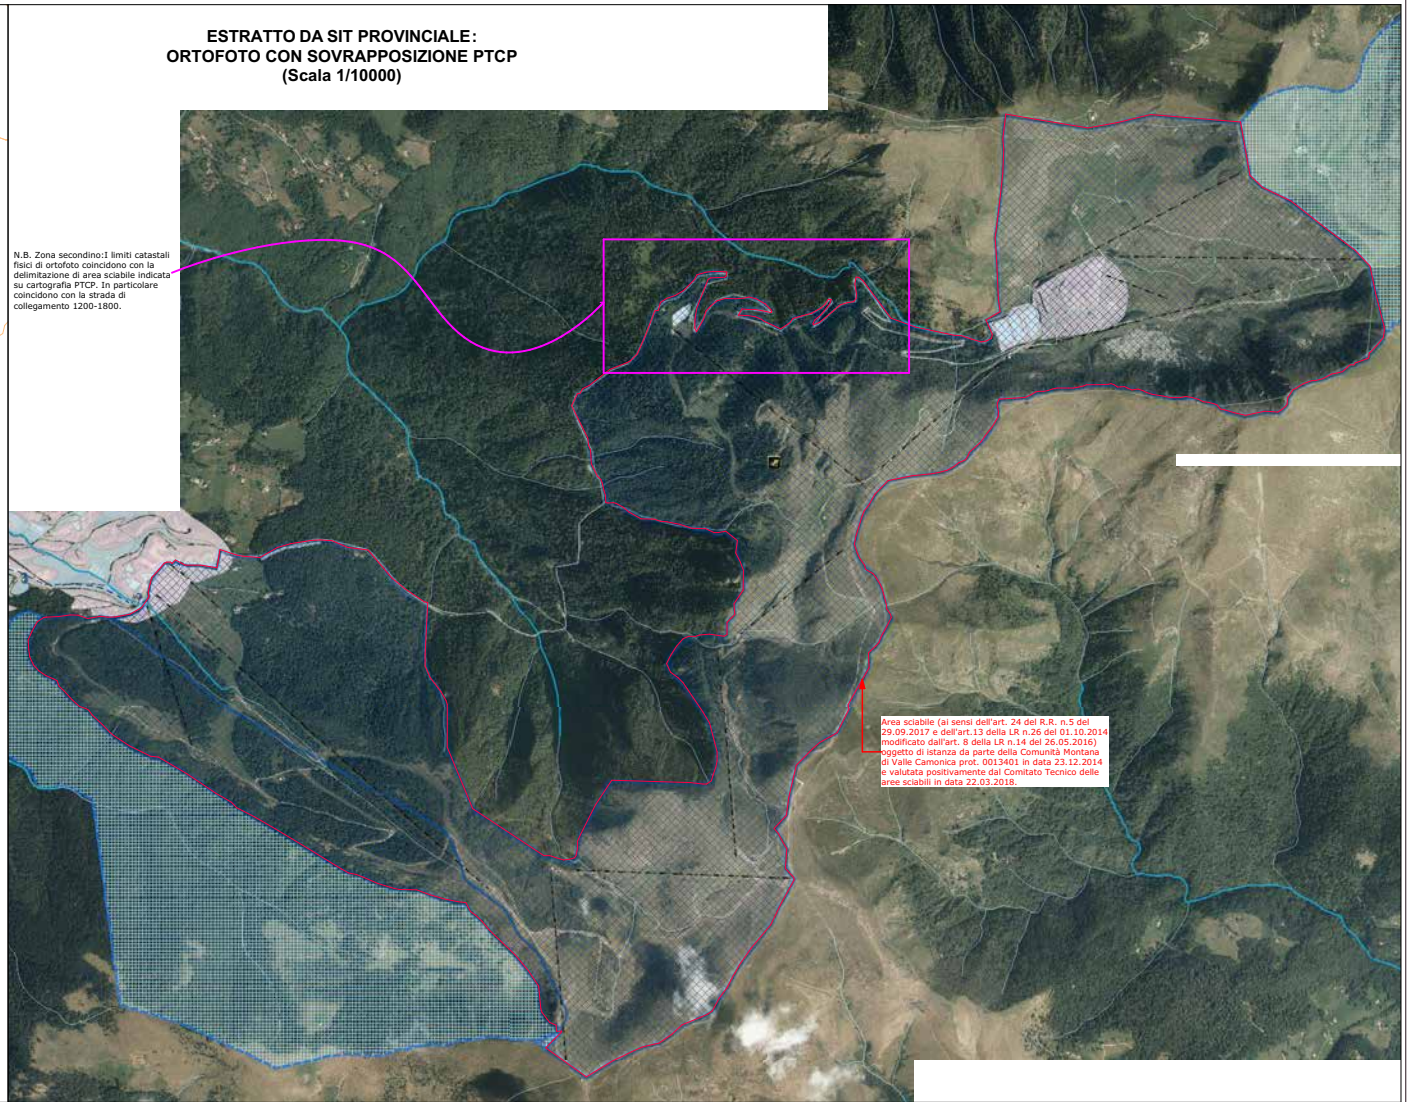 ESTRATTO DA SIT PROVINCIALE:
ORTOFOTO CON SOVRAPPOSIZIONE PTCP
(Scala 1/10000)
N.B. Zona secondino:I limiti catastali
fisici di ortofoto coincidono con la
delimitazione di area sciabile indicata
su cartografia PTCP. In particolare
coincidono con la strada di
collegamento 1200-1800.
Area sciabile (ai sensi dell'art. 24 del R.R. n.5 del
29.09.2017 e dell'art.13 della LR n.26 del 01.10.2014
modificato dall'art. 8 della LR n.14 del 26.05.2016)
oggetto di istanza da parte della Comunità Montana
di Valle Camonica prot. 0013401 in data 23.12.2014
e valutata positivamente dal Comitato Tecnico delle
aree sciabili in data 22.03.2018.